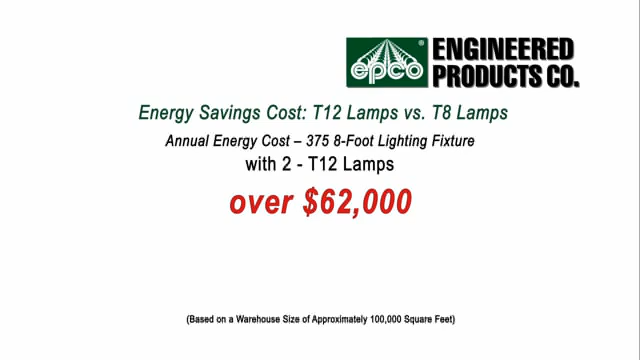 epco®
ENGINEERED
PRODUCTS CO.
Energy Savings Cost: T12 Lamps vs. T8 Lamps
Annual Energy Cost – 375 8-Foot Lighting Fixture
with 2 - T12 Lamps
over $62,000
(Based on a Warehouse Size of Approximately 100,000 Square Feet)